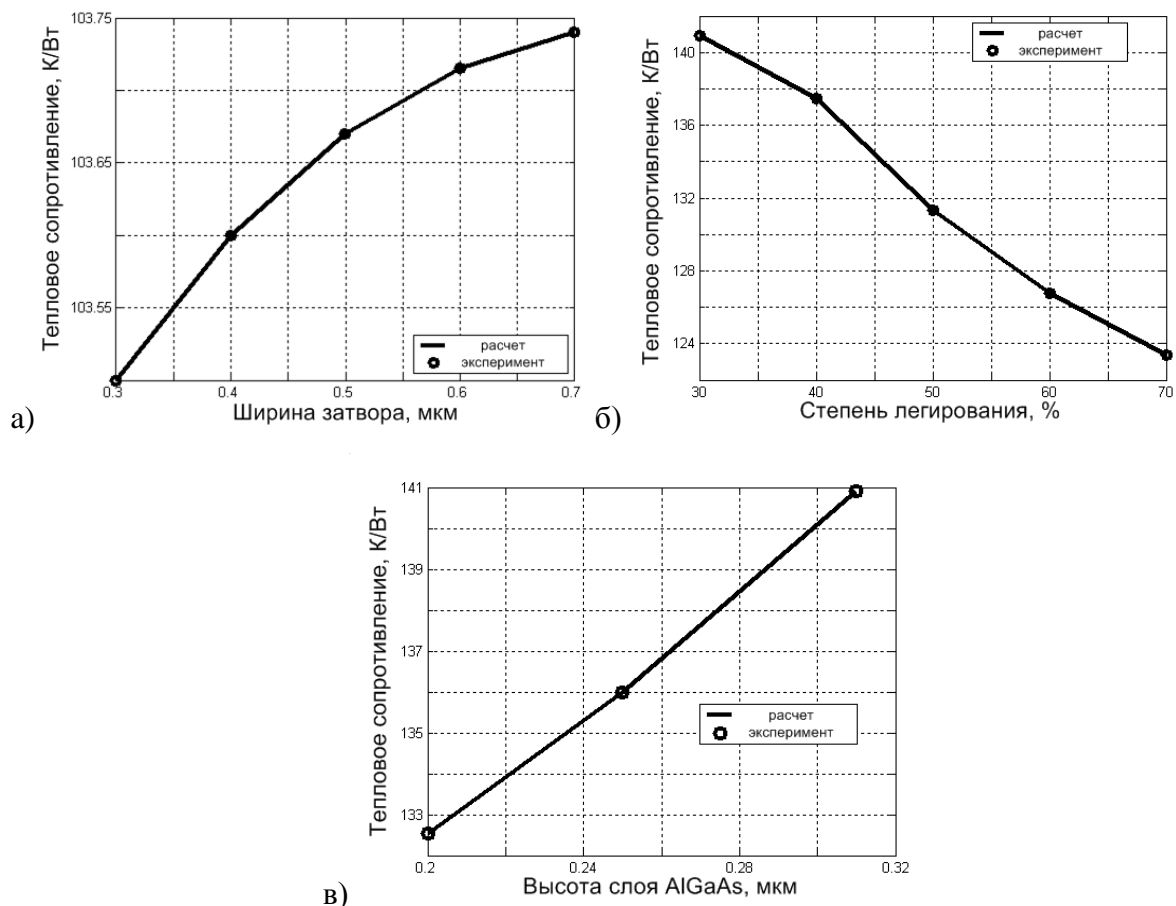 103.75
103.65
103.55
Тепловое сопротивление, К/Вт
расчет
эксперимент
0.3 0.4 0.5 0.6 0.7
Ширина затвора, мкм
а)
140
136
132
128
124
Тепловое сопротивление, К/Вт
расчет
эксперимент
30 40 50 60 70
Степень легирования, %
б)
141
139
137
135
133
Тепловое сопротивление, К/Вт
расчет
эксперимент
0.2 0.24 0.28 0.32
Высота слоя AlGaAs, мкм
в)